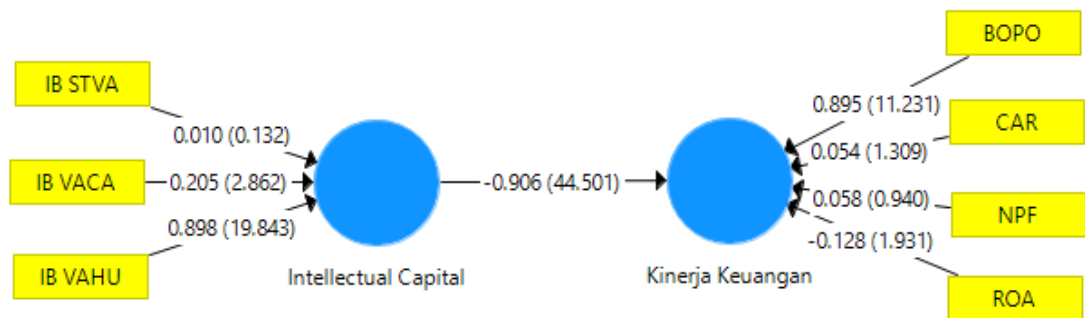 BOPO
IB STVA
0.895 (11.231)
CAR
0.010 (0.132)
0.054 (1.309)
IB VACA
0.205 (2.862)
-0.906 (44.501)
0.058 (0.940)
NPF
0.898 (19.843)
-0.128 (1.931)
IB VAHU
Intellectual Capital
Kinerja Keuangan
ROA